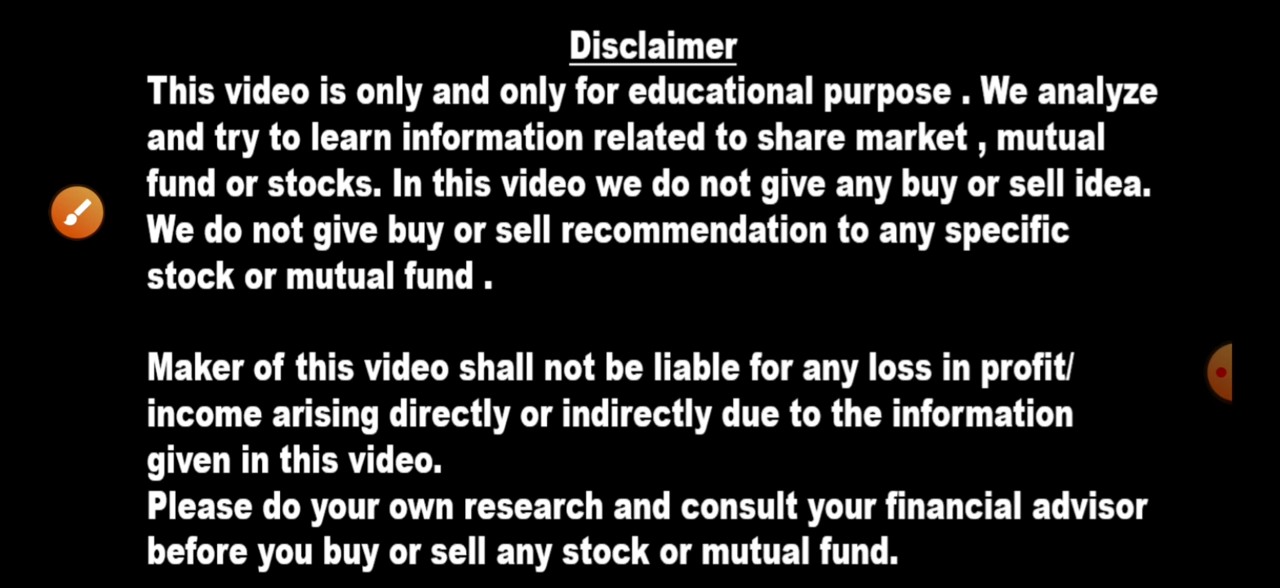 Disclaimer
This video is only and only for educational purpose . We analyze
and try to learn information related to share market , mutual
fund or stocks. In this video we do not give any buy or sell idea.
We do not give buy or sell recommendation to any specific
stock or mutual fund .
Maker of this video shall not be liable for any loss in profit/
income arising directly or indirectly due to the information
given in this video.
Please do your own research and consult your financial advisor
before you buy or sell any stock or mutual fund.